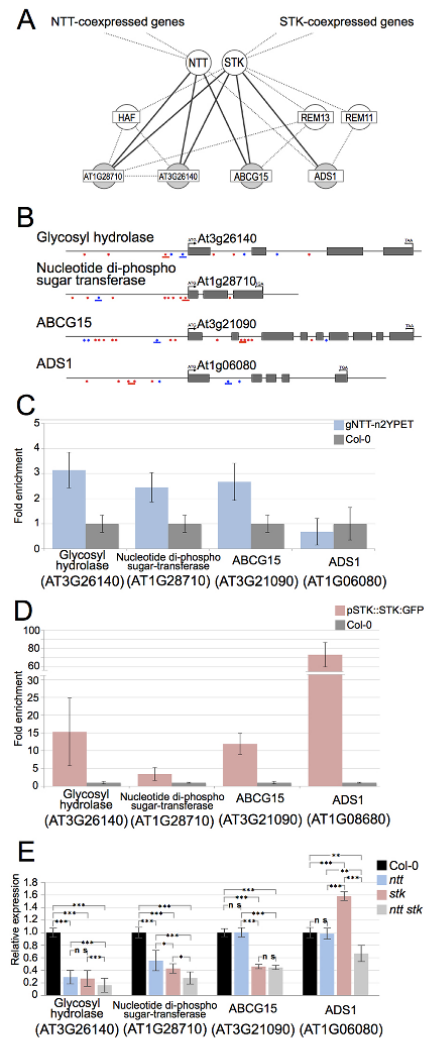 A
NTT-coexpressed genes STK-coexpressed genes
NTT STK
HAF REM13 REM11
AT1G28710 AT3G26140 ABCG15 ADS1
B
Glycosyl hydrolase At3g26140
Nucleotide di-phospho
sugar transferase At1g28710
ABCG15 At3g21090
ADS1 At1g06080
C
gNTT-n2YPET
Col-0
Fold enrichment
5
4
3
2
1
0
Glycosyl
hydrolase
(AT3G26140)
Nucleotide di-phospho
sugar-transferase
(AT1G28710)
ABCG15
(AT3G21090)
ADS1
(AT1G06080)
D
pSTK::STK:GFP
Col-0
Fold enrichment
100
80
60
20
15
10
5
0
Glycosyl
hydrolase
(AT3G26140)
Nucleotide di-phospho
sugar-transferase
(AT1G28710)
ABCG15
(AT3G21090)
ADS1
(AT1G08680)
E
Col-0
ntt
stk
ntt stk
Relative expression
1.8
1.6
1.4
1.2
1.0
0.8
0.6
0.4
0.2
0
***
***
***
***
n s
***
***
***
***
***
*
*
***
***
n s
***
***
n s
**
***
n s
**
***
***
Glycosyl
hydrolase
(AT3G26140)
Nucleotide di-phospho
sugar-transferase
(AT1G28710)
ABCG15
(AT3G21090)
ADS1
(AT1G06080)